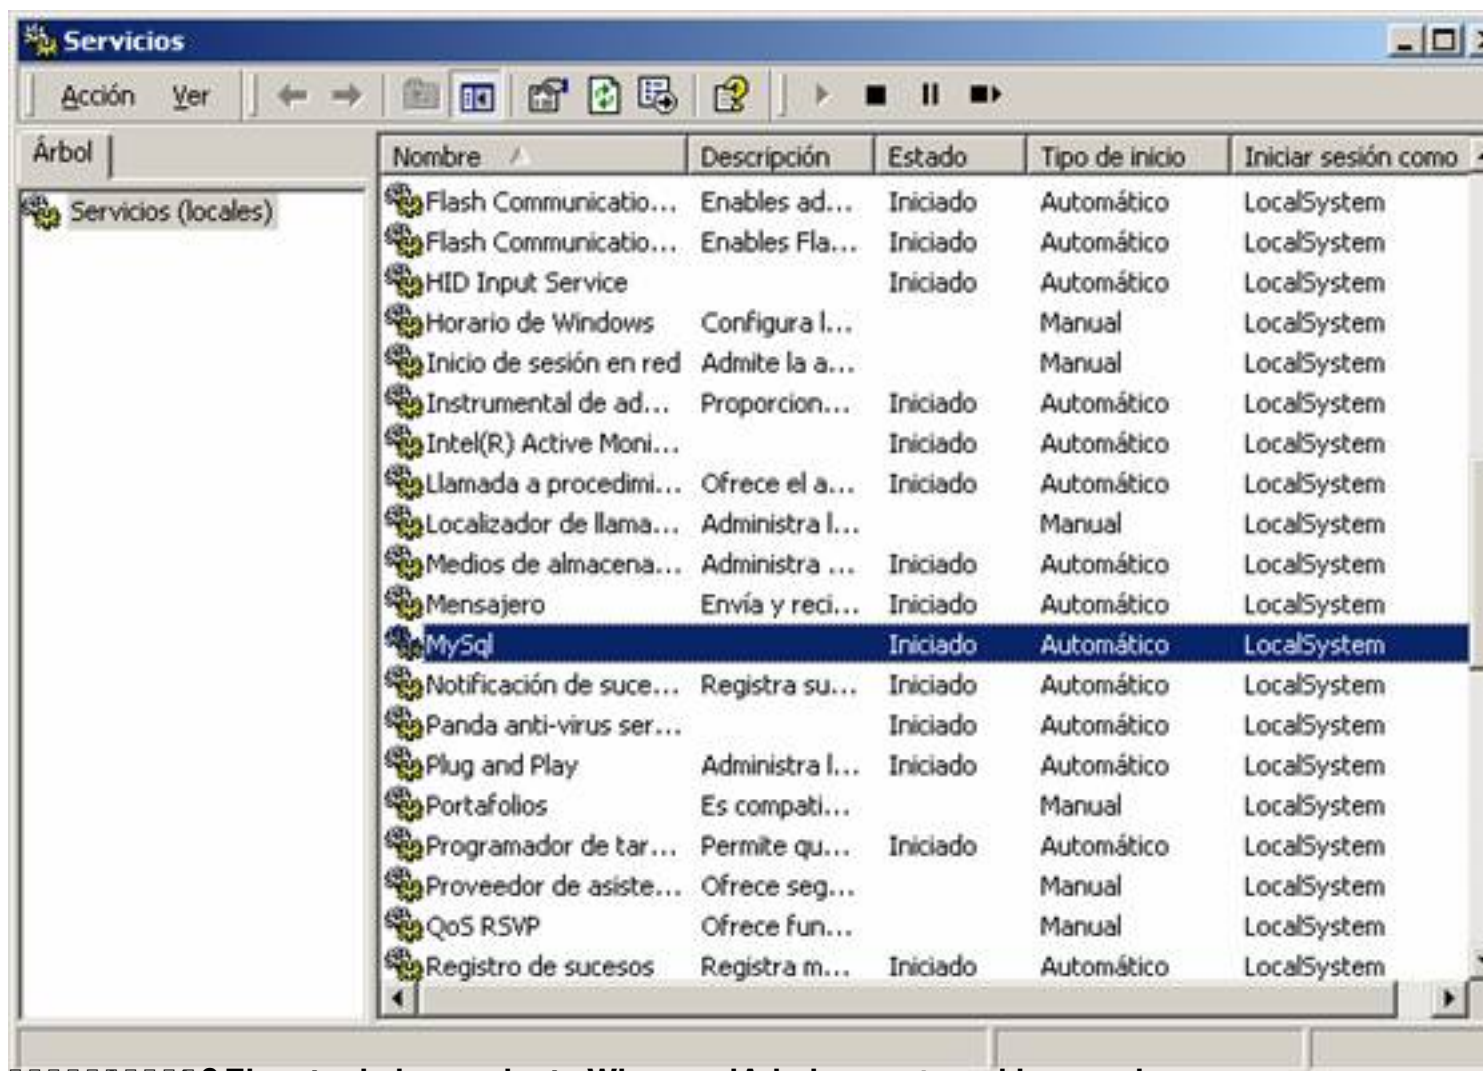 Servicios
Acción Ver
Árbol
Servicios (locales)
Nombre Descripción Estado Tipo de inicio Iniciar sesión como
Flash Communicatio... Enables ad... Iniciado Automático LocalSystem
Flash Communicatio... Enables Fla... Iniciado Automático LocalSystem
HID Input Service Iniciado Automático LocalSystem
Horario de Windows Configura l... Manual LocalSystem
Inicio de sesión en red Admite la a... Manual LocalSystem
Instrumental de ad... Proporcion... Iniciado Automático LocalSystem
Intel(R) Active Moni... Iniciado Automático LocalSystem
Llamada a procedimi... Ofrece el a... Iniciado Automático LocalSystem
Localizador de llama... Administra l... Manual LocalSystem
Medios de almacena... Administra ... Iniciado Automático LocalSystem
Mensajero Envía y reci... Iniciado Automático LocalSystem
MySql Iniciado Automático LocalSystem
Notificación de suce... Registra su... Iniciado Automático LocalSystem
Panda anti-virus ser... Iniciado Automático LocalSystem
Plug and Play Administra l... Iniciado Automático LocalSystem
Portafolios Es compati... Manual LocalSystem
Programador de tar... Permite qu... Iniciado Automático LocalSystem
Proveedor de asiste... Ofrece seg... Manual LocalSystem
QoS RSVP Ofrece fun... Manual LocalSystem
Registro de sucesos Registra m... Iniciado Automático LocalSystem